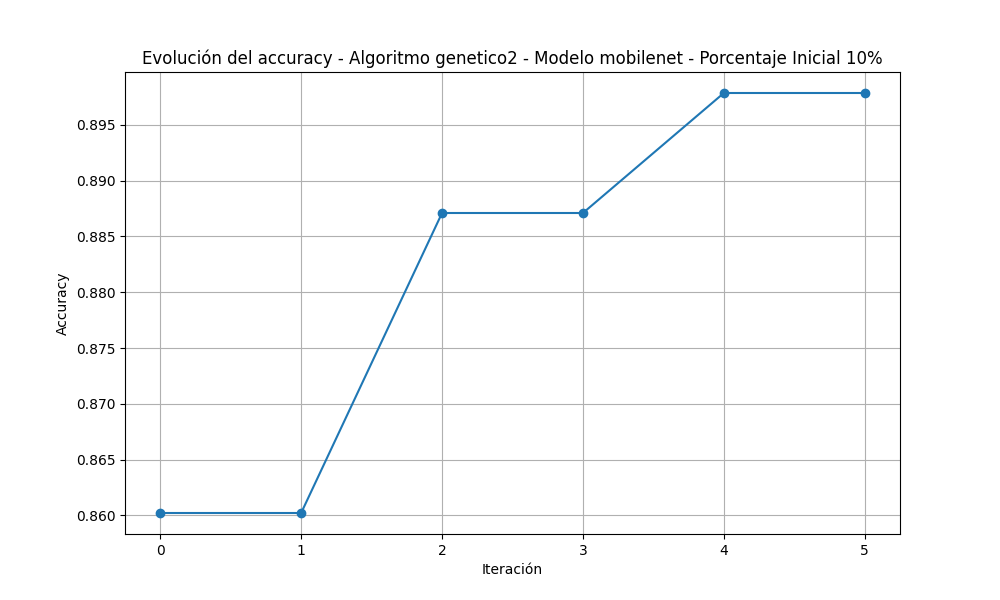 Evolución del accuracy - Algoritmo genetico2 - Modelo mobilenet - Porcentaje Inicial 10%
0.895
0.890
0.885
0.880
0.875
0.870
0.865
0.860
Accuracy
0 1 2 3 4 5
Iteración